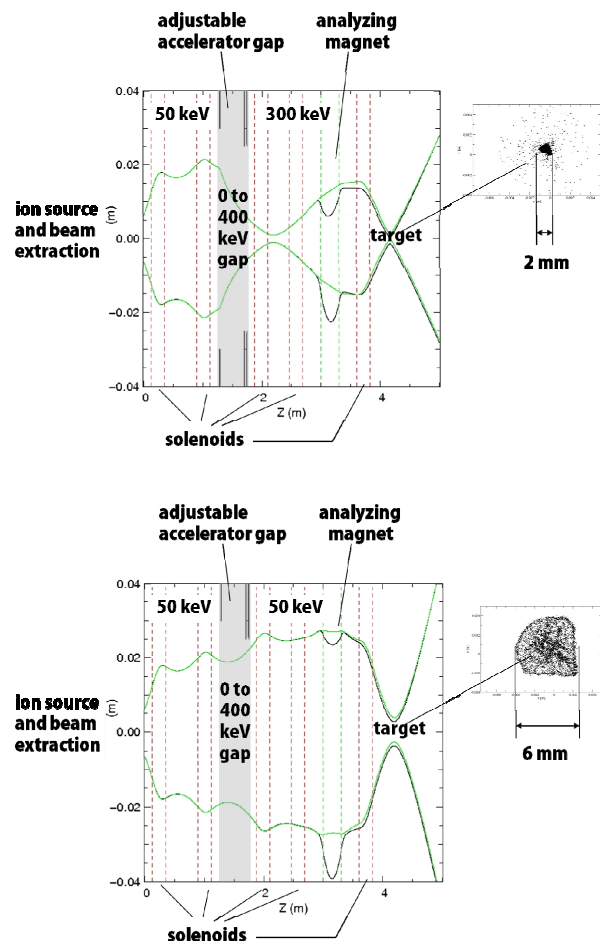 adjustable
accelerator gap
analyzing
magnet
0.04
50 keV
300 keV
0.02
ion source
and beam
extraction
(m)
0 to
400
keV
gap
0.00
target
2 mm
-0.02
-0.04
0
2
4
Z (m)
solenoids
adjustable
accelerator gap
analyzing
magnet
0.04
50 keV
50 keV
0.02
ion source
and beam
extraction
(m)
0 to
400
keV
gap
0.00
target
6 mm
-0.02
-0.04
0
2
4
Z (m)
solenoids